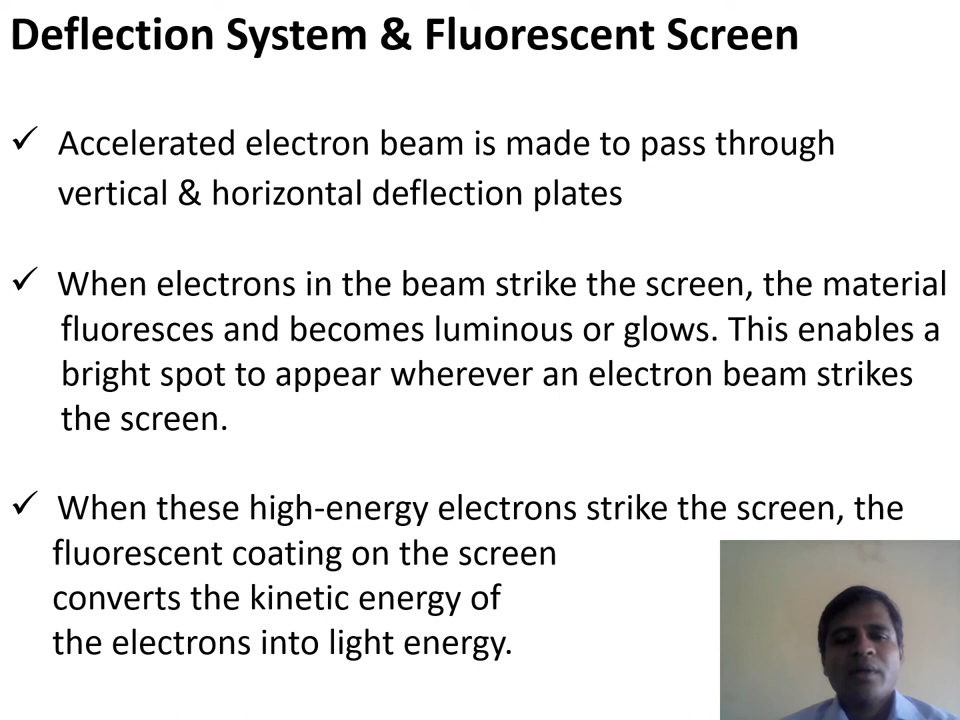 Deflection System & Fluorescent Screen
✓ Accelerated electron beam is made to pass through
vertical & horizontal deflection plates
✓ When electrons in the beam strike the screen, the material
fluoresces and becomes luminous or glows. This enables a
bright spot to appear wherever an electron beam strikes
the screen.
✓ When these high-energy electrons strike the screen, the
fluorescent coating on the screen
converts the kinetic energy of
the electrons into light energy.